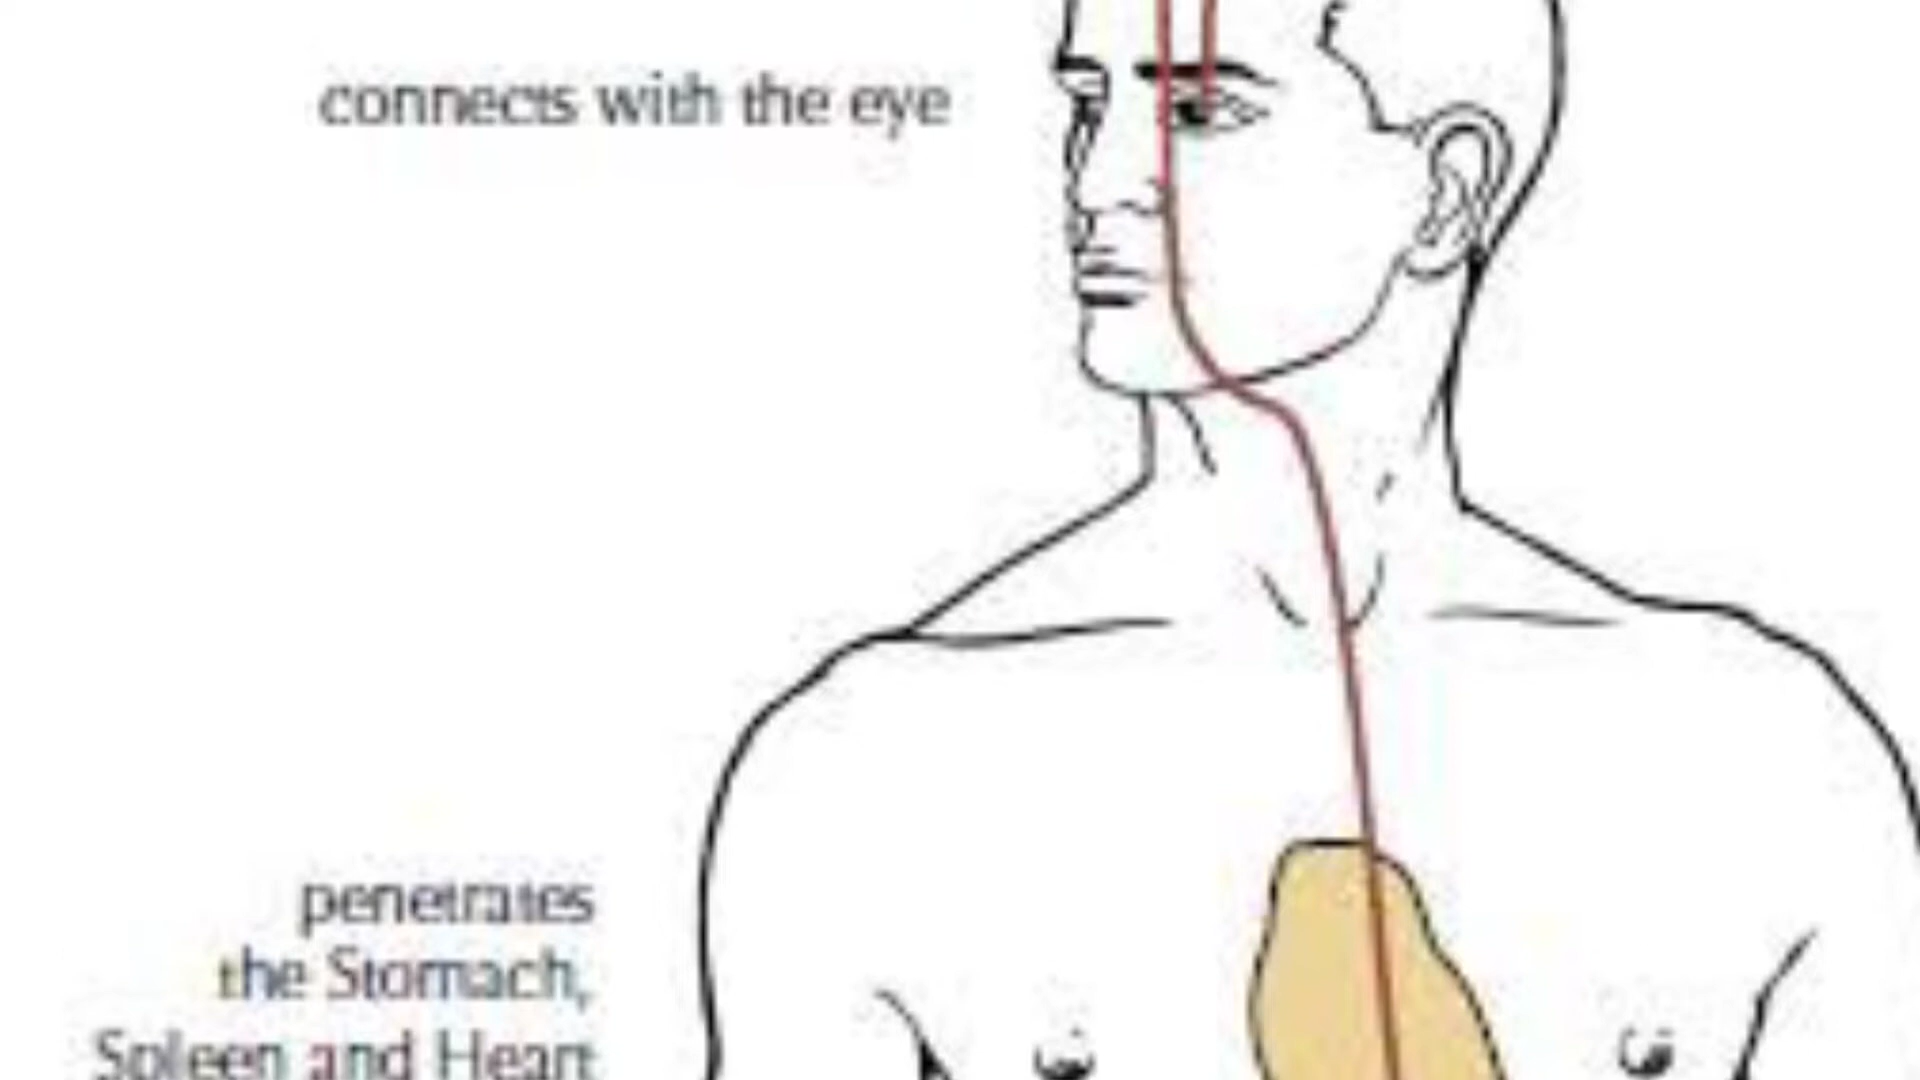 connects with the eye
penetrates
the Stomach,
Spleen and Heart